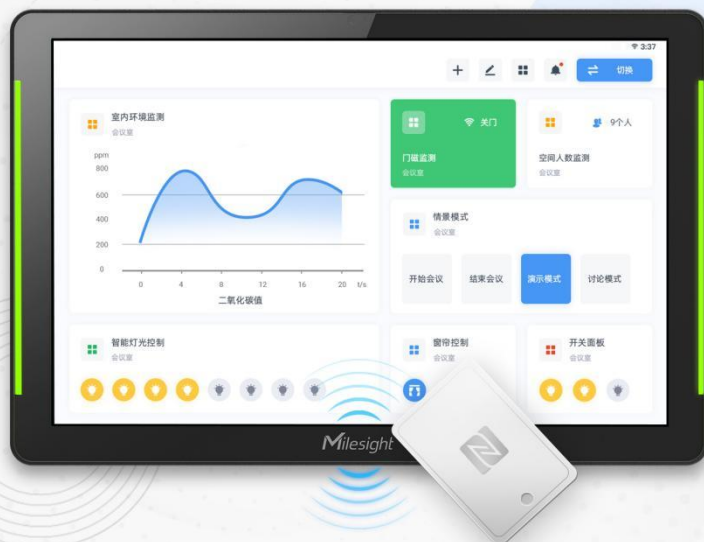 3:37
切换
室内环境监测
会议室
ppm
800
600
400
200
0
0 4 8 12 16 20 t/s
二氧化碳值
关门
门磁监测
会议室
9个人
空间人数监测
会议室
情景模式
会议室
开始会议 结束会议 演示模式 讨论模式
智能灯光控制
会议室
窗帘控制
会议室
开关面板
会议室
Milesight